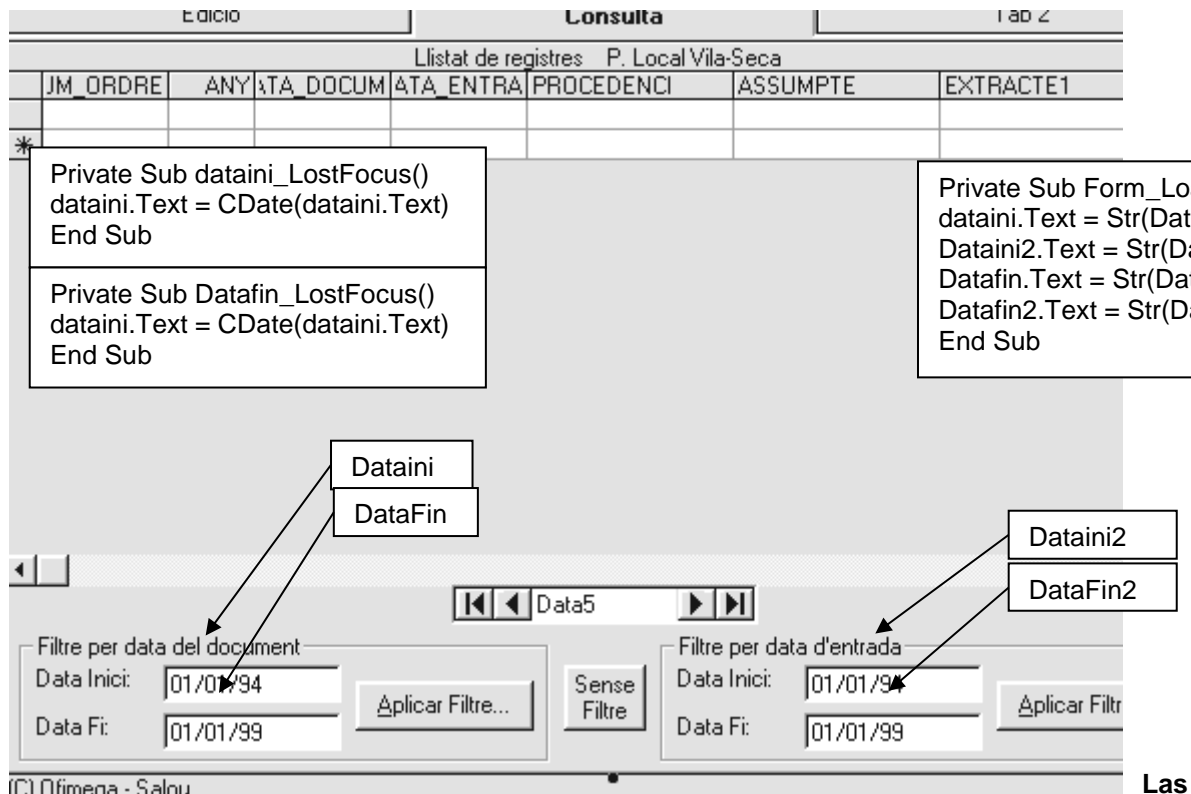 Edició Consulta Tab 2
Llistat de registres P. Local Vila-Seca
UM_ORDRE ANY ATA_DOCUM ATA_ENTRA PROCEDENCI ASSUMPTE EXTRACTE1
*
Private Sub dataini_LostFocus()
dataini.Text = CDate(dataini.Text)
End Sub
Private Sub Datafin_LostFocus()
dataini.Text = CDate(dataini.Text)
End Sub
Private Sub Form_Lo
dataini.Text = Str(Dat
Dataini2.Text = Str(Da
Datafin.Text = Str(Dat
Datafin2.Text = Str(Da
End Sub
Dataini
DataFin
Dataini2
DataFin2
Data5
Filtre per data del document
Data Inici: 01/01/94
Data Fi: 01/01/99
Aplicar Filtre...
Sense
Filtre
Filtre per data d'entrada
Data Inici: 01/01/94
Data Fi: 01/01/99
Aplicar Filtr
(C) Ofimega - Salou
Las